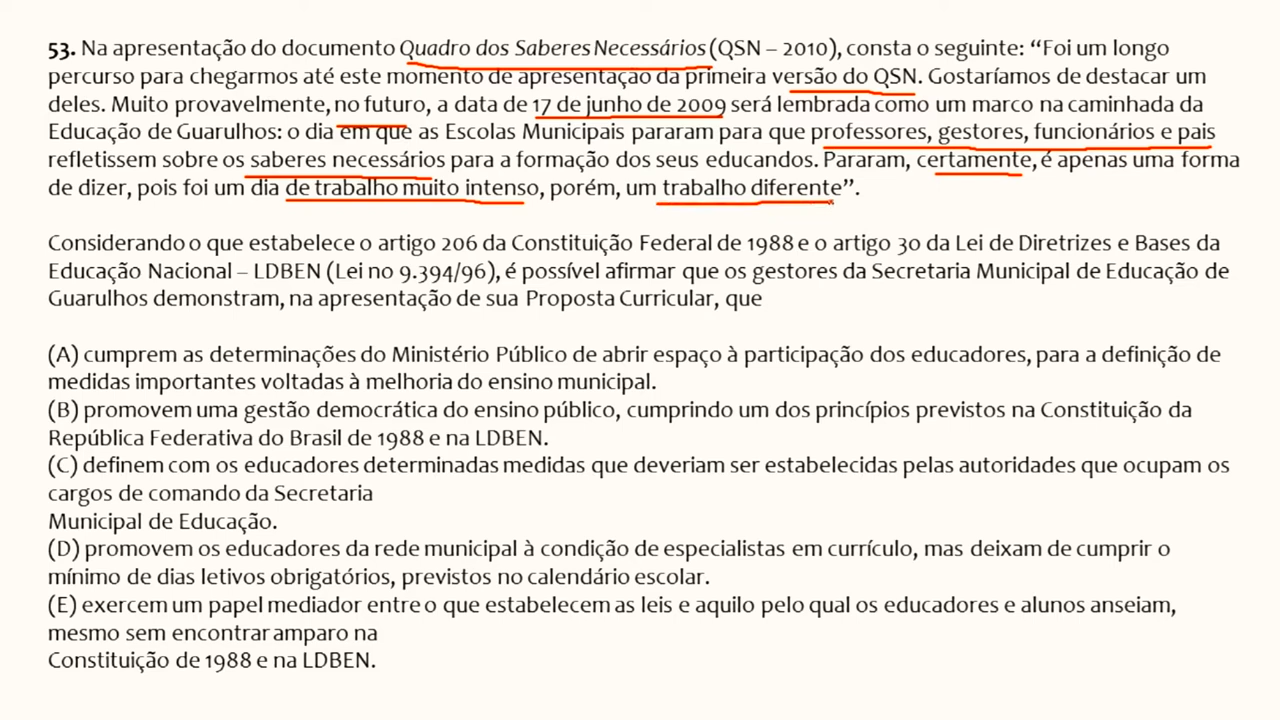 53. Na apresentação do documento Quadro dos Saberes Necessários (QSN – 2010), consta o seguinte: “Foi um longo
percurso para chegarmos até este momento de apresentação da primeira versão do QSN. Gostaríamos de destacar um
deles. Muito provavelmente, no futuro, a data de 17 de junho de 2009 será lembrada como um marco na caminhada da
Educação de Guarulhos: o dia em que as Escolas Municipais pararam para que professores, gestores, funcionários e pais
refletissem sobre os saberes necessários para a formação dos seus educandos. Pararam, certamente, é apenas uma forma
de dizer, pois foi um dia de trabalho muito intenso, porém, um trabalho diferente”.
Considerando o que estabelece o artigo 206 da Constituição Federal de 1988 e o artigo 30 da Lei de Diretrizes e Bases da
Educação Nacional – LDBEN (Lei no 9.394/96), é possível afirmar que os gestores da Secretaria Municipal de Educação de
Guarulhos demonstram, na apresentação de sua Proposta Curricular, que
(A) cumprem as determinações do Ministério Público de abrir espaço à participação dos educadores, para a definição de
medidas importantes voltadas à melhoria do ensino municipal.
(B) promovem uma gestão democrática do ensino público, cumprindo um dos princípios previstos na Constituição da
República Federativa do Brasil de 1988 e na LDBEN.
(C) definem com os educadores determinadas medidas que deveriam ser estabelecidas pelas autoridades que ocupam os
cargos de comando da Secretaria
Municipal de Educação.
(D) promovem os educadores da rede municipal à condição de especialistas em currículo, mas deixam de cumprir o
mínimo de dias letivos obrigatórios, previstos no calendário escolar.
(E) exercem um papel mediador entre o que estabelecem as leis e aquilo pelo qual os educadores e alunos anseiam,
mesmo sem encontrar amparo na
Constituição de 1988 e na LDBEN.